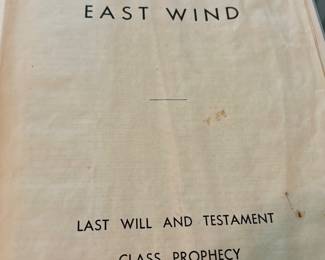 EAST WIND
LAST WILL AND TESTAMENT
CLASS PROPHECY